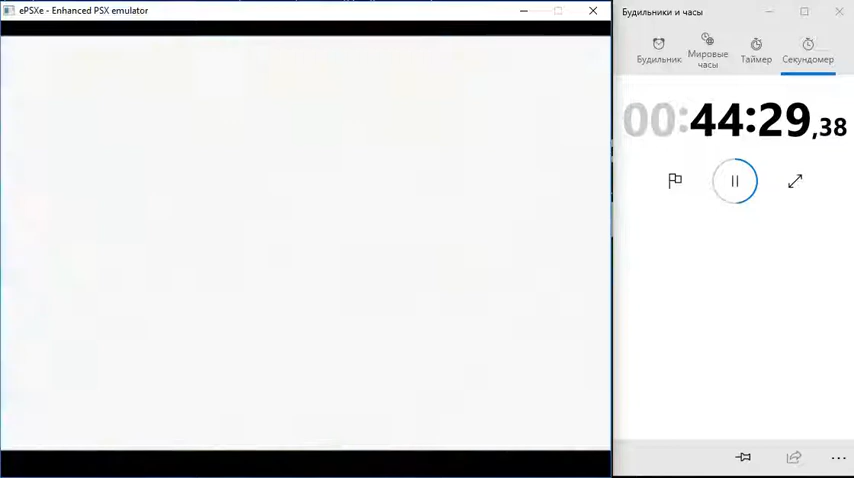 ePSXe - Enhanced PSX emulator
Будильники и часы
Будильник
Мировые
часы
Таймер
Секундомер
00:44:29,38